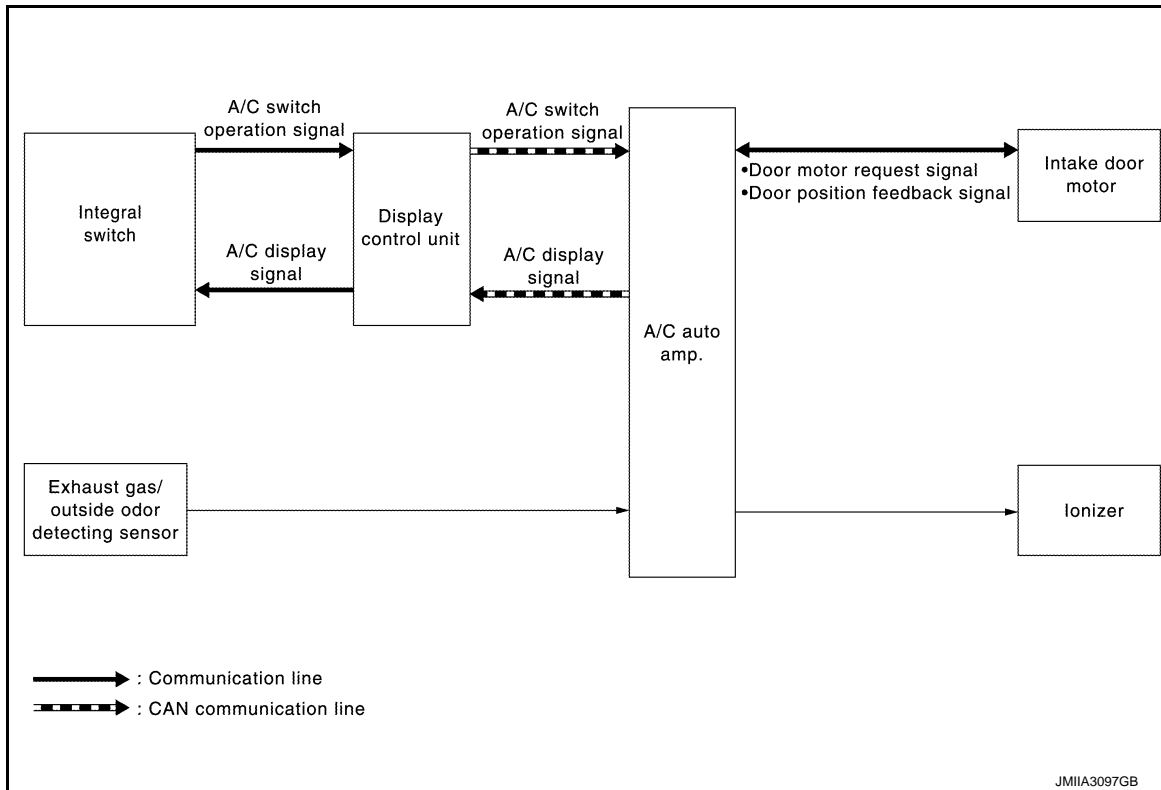 A/C switch
operation signal
A/C switch
operation signal
Integral
switch
Display
control unit
A/C display
signal
A/C display
signal
A/C auto
amp.
•Door motor request signal
•Door position feedback signal
Intake door
motor
Exhaust gas/
outside odor
detecting sensor
Ionizer
: Communication line
: CAN communication line
JMIIA3097GB